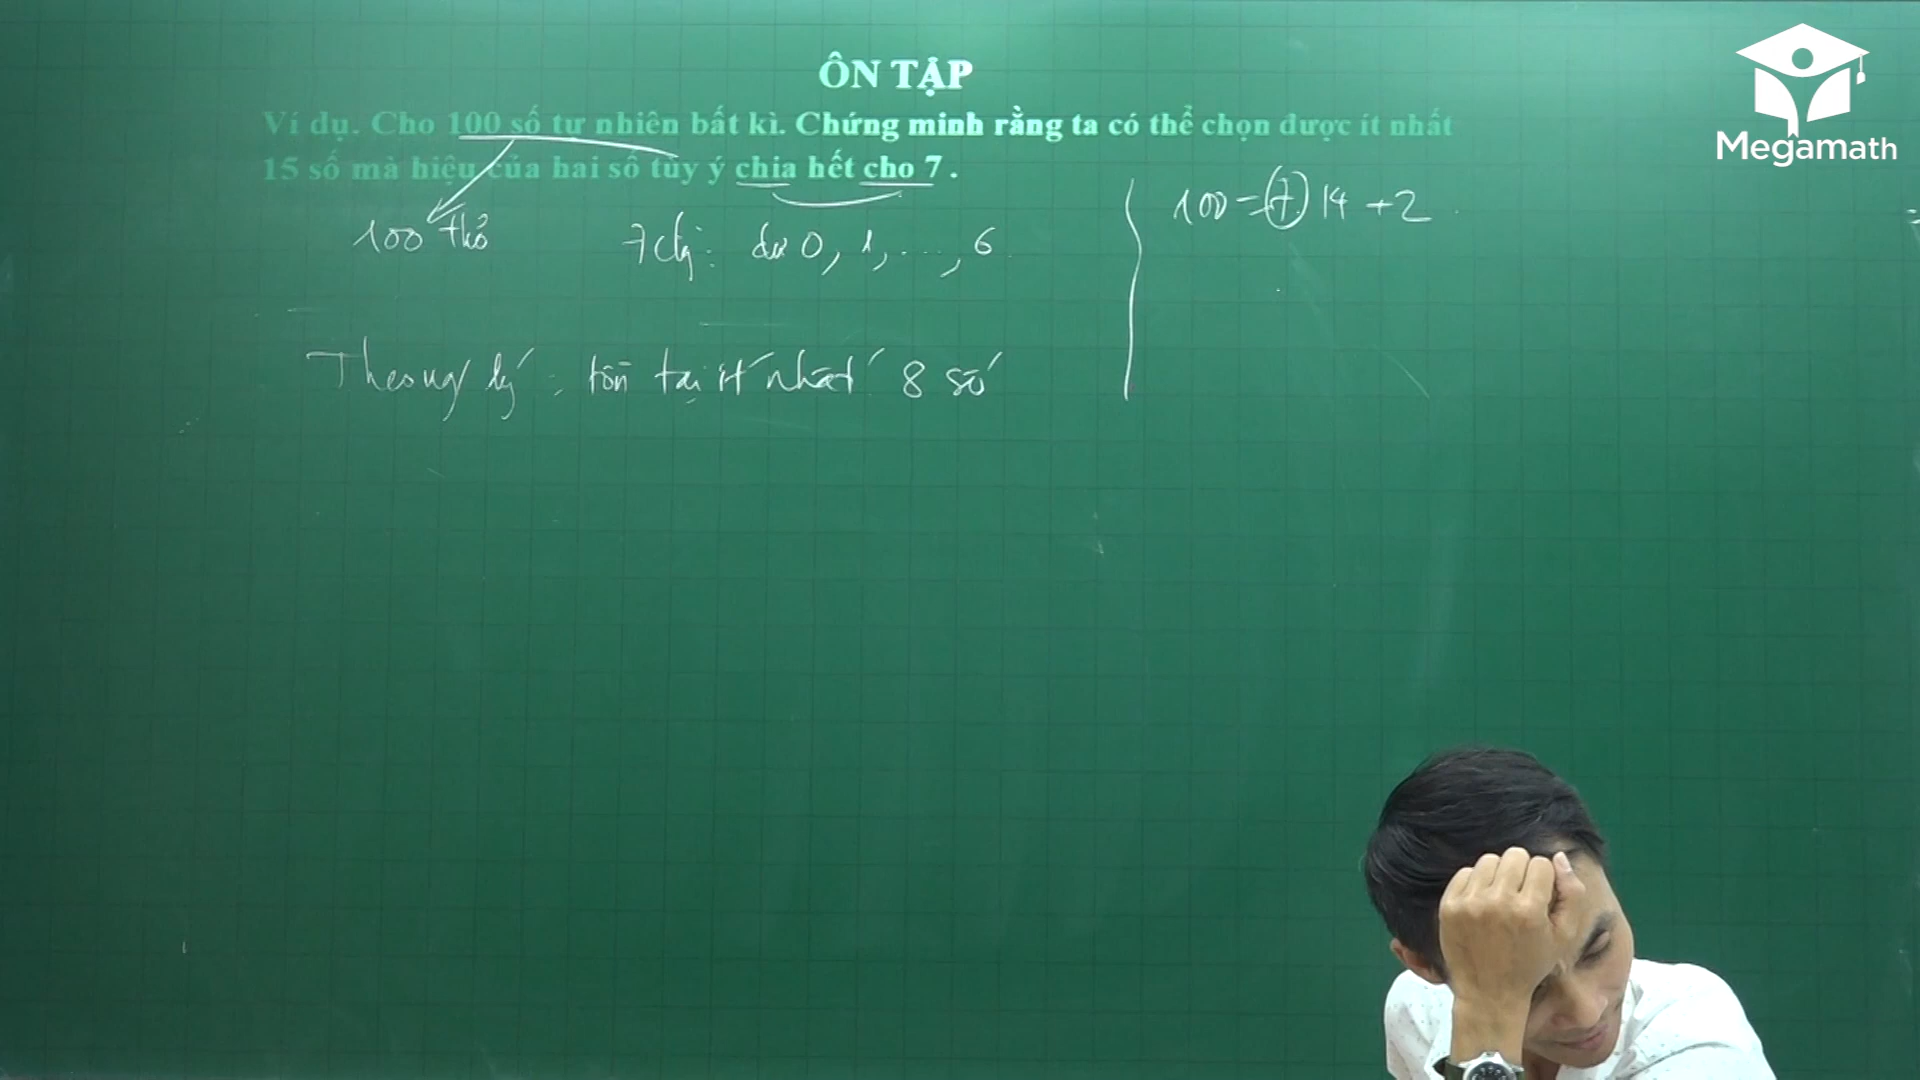 ÔN TẬP
Ví dụ. Cho 100 số tự nhiên bất kì. Chứng minh rằng ta có thể chọn được ít nhất
15 số mà hiệu của hai số tùy ý chia hết cho 7.
100 thỏ
7 chg: dư 0, 1, ..., 6
Theo ng lý: tồn tại ít nhất 8 số
100 = 7.14 + 2
Megamath